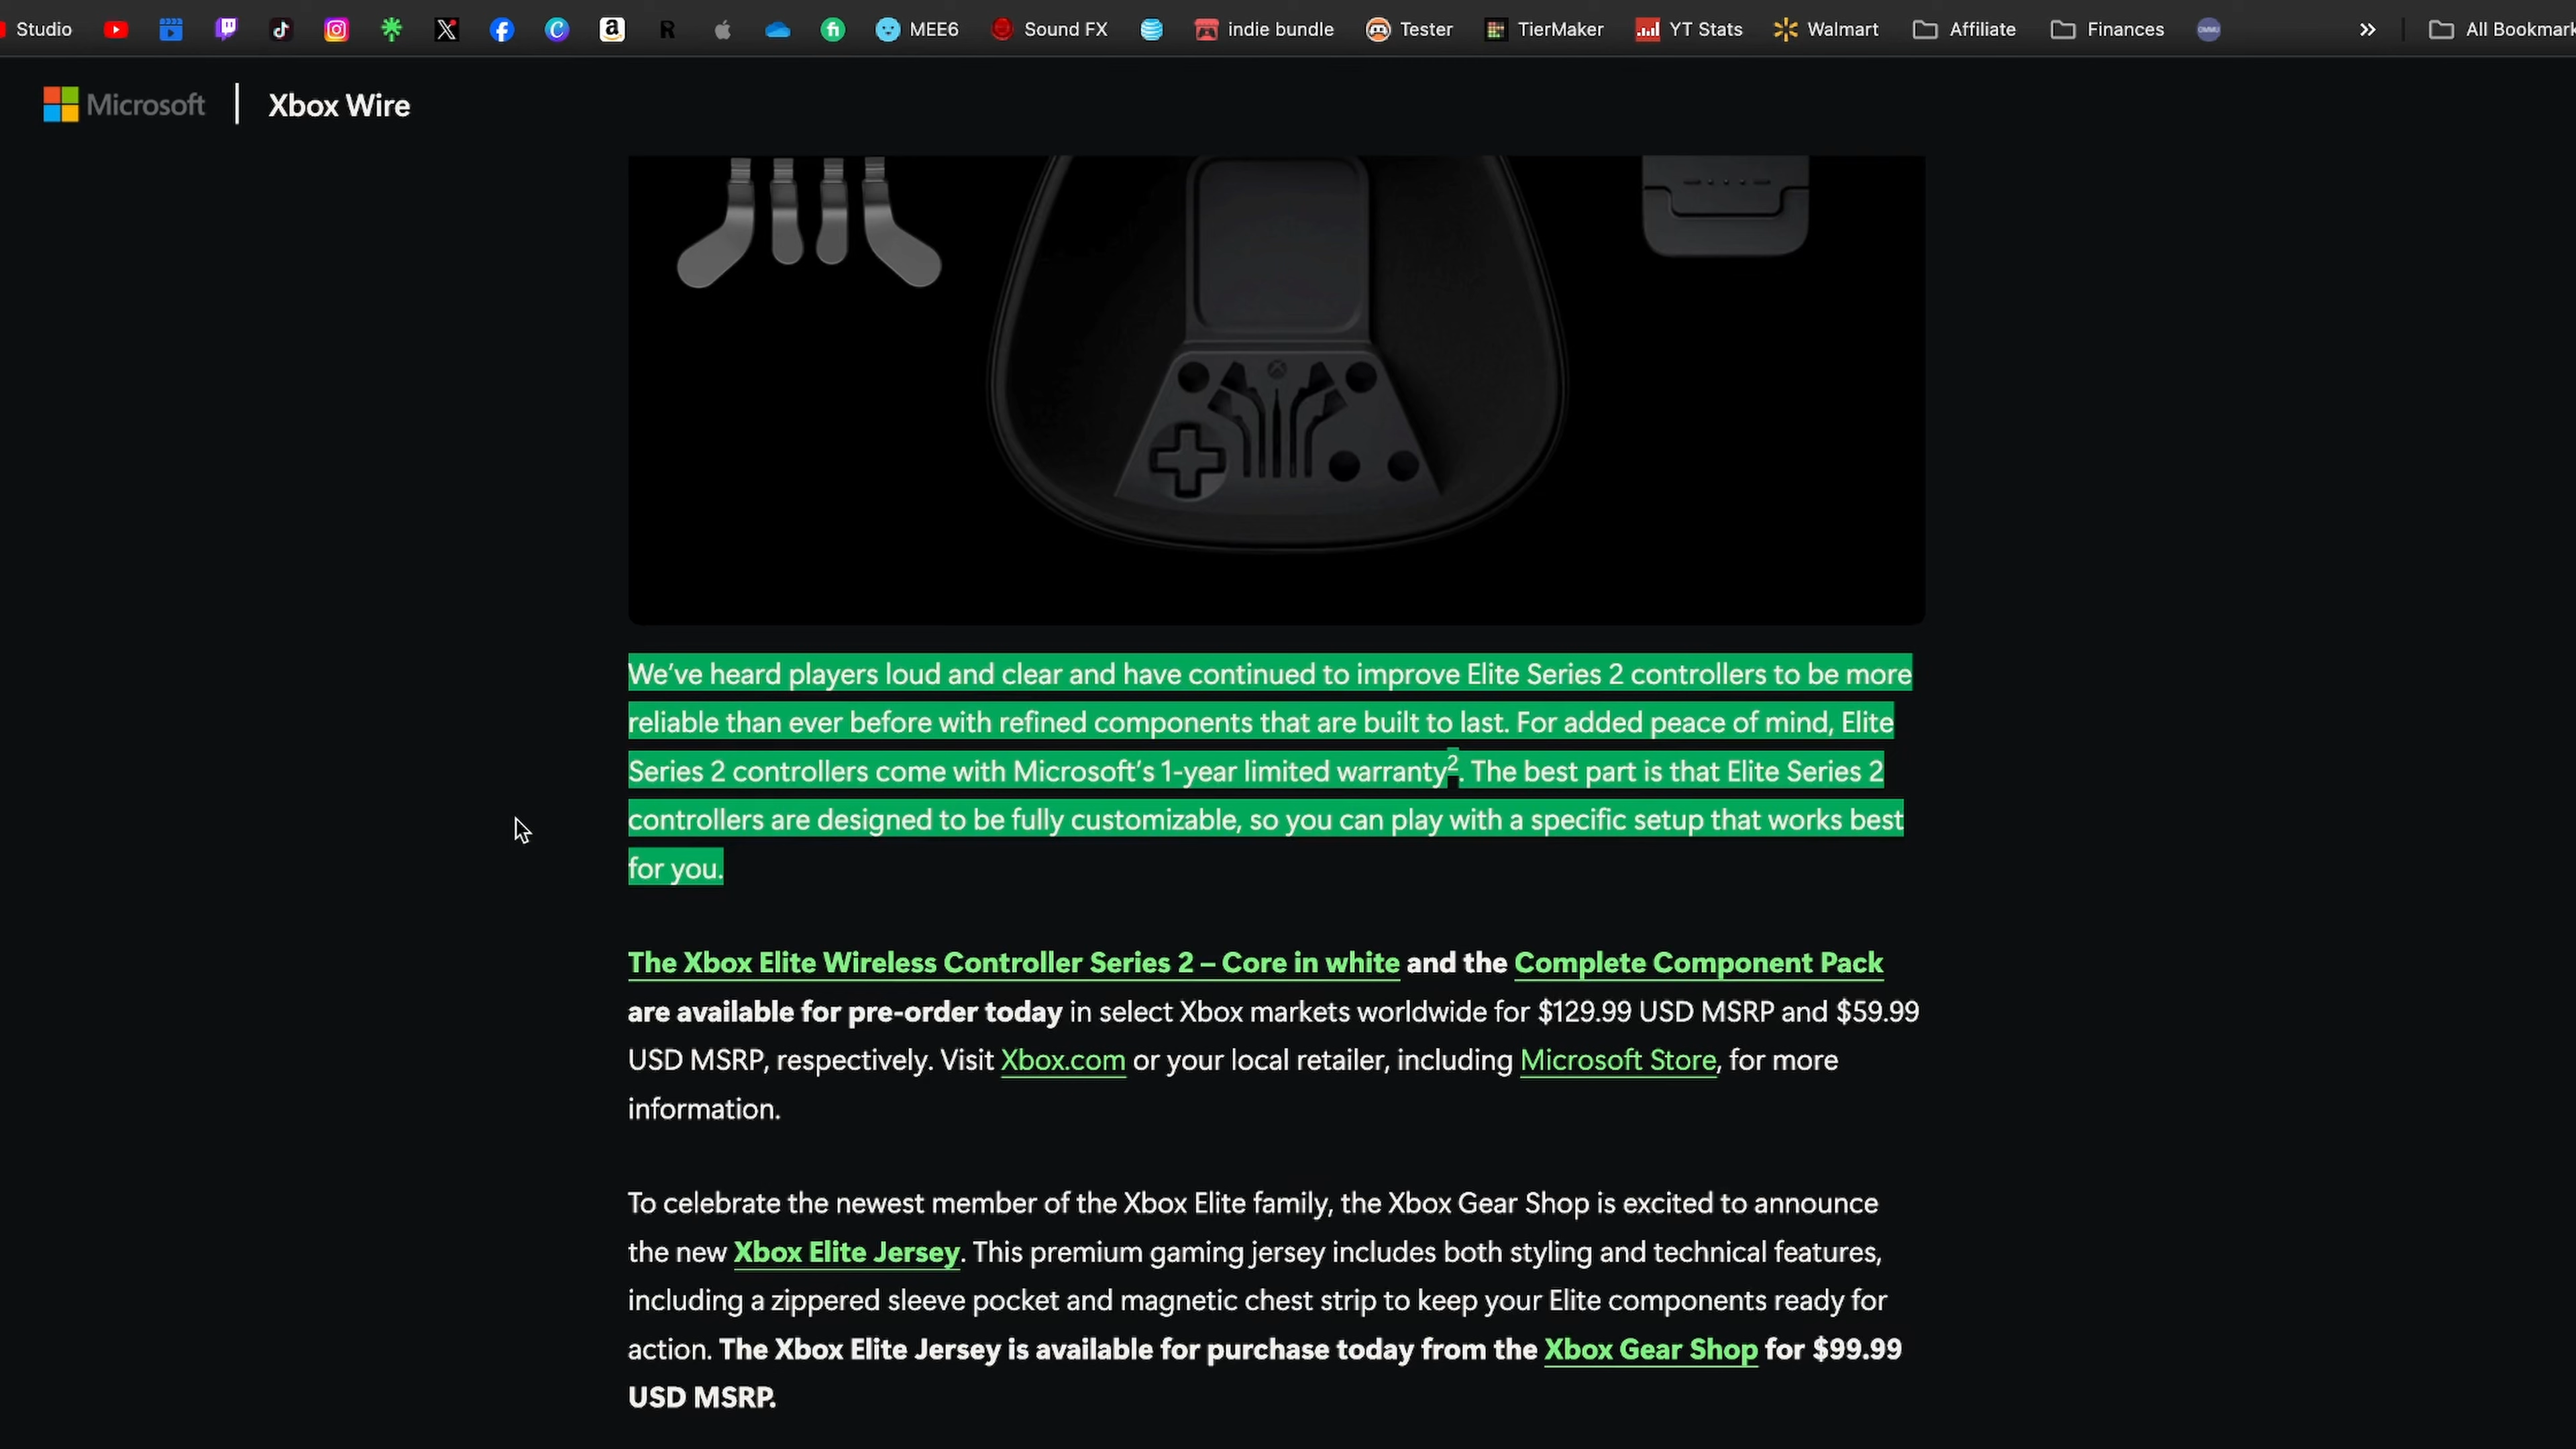 Studio MEE6 Sound FX indie bundle Tester TierMaker YT Stats Walmart Affiliate Finances » All Bookmark
Microsoft | Xbox Wire
We've heard players loud and clear and have continued to improve Elite Series 2 controllers to be more
reliable than ever before with refined components that are built to last. For added peace of mind, Elite
Series 2 controllers come with Microsoft's 1-year limited warranty2. The best part is that Elite Series 2
controllers are designed to be fully customizable, so you can play with a specific setup that works best
for you.
The Xbox Elite Wireless Controller Series 2 – Core in white and the Complete Component Pack
are available for pre-order today in select Xbox markets worldwide for $129.99 USD MSRP and $59.99
USD MSRP, respectively. Visit Xbox.com or your local retailer, including Microsoft Store, for more
information.
To celebrate the newest member of the Xbox Elite family, the Xbox Gear Shop is excited to announce
the new Xbox Elite Jersey. This premium gaming jersey includes both styling and technical features,
including a zippered sleeve pocket and magnetic chest strip to keep your Elite components ready for
action. The Xbox Elite Jersey is available for purchase today from the Xbox Gear Shop for $99.99
USD MSRP.